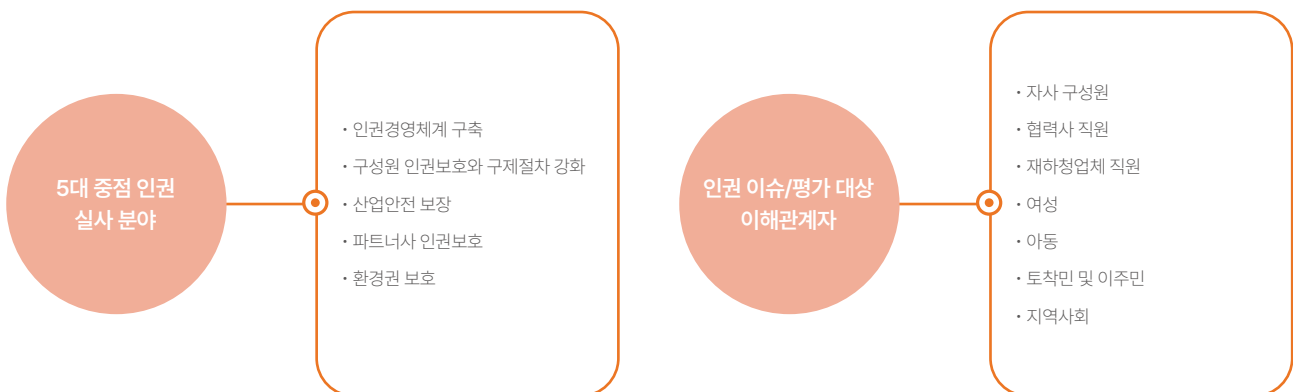 5대 중점 인권
실사 분야
· 인권경영체계 구축
· 구성원 인권보호와 구제절차 강화
· 산업안전 보장
· 파트너사 인권보호
· 환경권 보호
인권 이슈/평가 대상
이해관계자
· 자사 구성원
· 협력사 직원
· 재하청업체 직원
· 여성
· 아동
· 토착민 및 이주민
· 지역사회